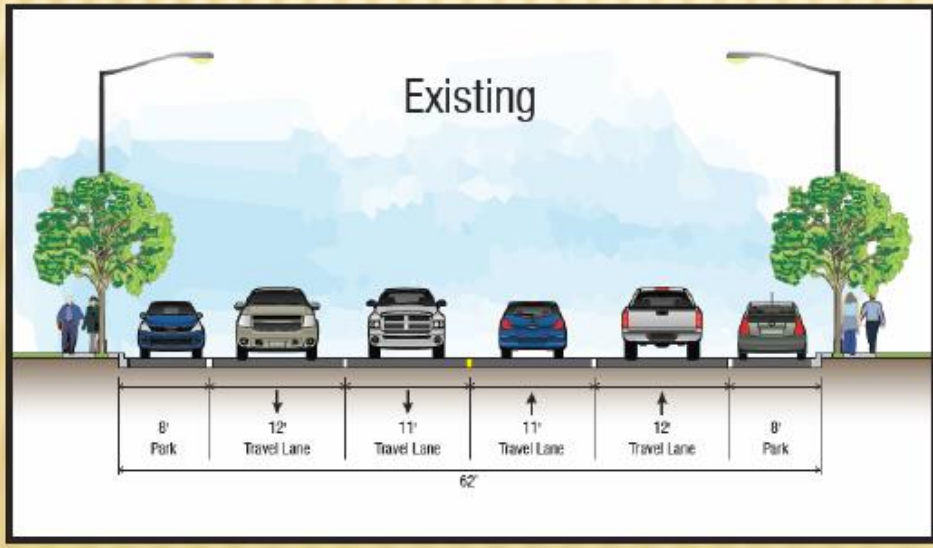 Existing
8' 12' 11' 11' 12' 8'
Park Travel Lane Travel Lane Travel Lane Travel Lane Park
62'